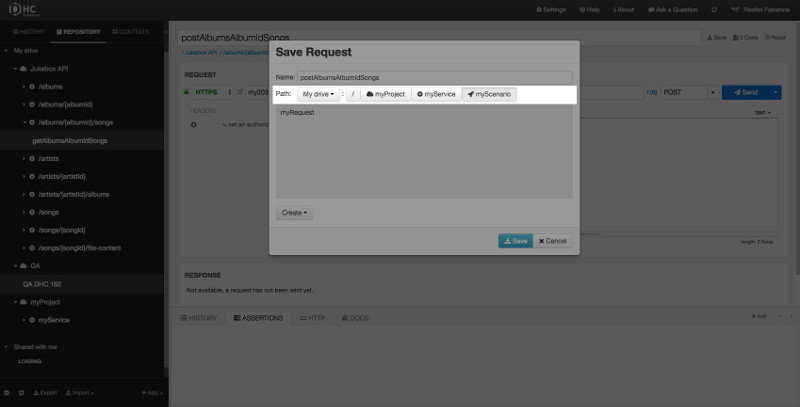 DHC
Settings
Help
About
Ask a Question
Restlet Fabienne
HISTORY
REPOSITORY
CONTEXTS
My drive
Jukebox API
/albums
/albums/{albumId}
/albums/{albumId}/songs
getAlbumsAlbumIdSongs
/artists
/artists/{artistId}
/artists/{artistId}/albums
/songs
/songs/{songId}
/songs/{songId}/file-content
QA
QA DHC 162
myProject
myService
Shared with me
LOADING
Export
Import
Add
postAlbumsAlbumIdSongs
/ Jukebox API / /albums/{albumId
Save
Code
Reset
REQUEST
HTTPS
my202
POST
Send
HEADERS
set an authoriz
text
length: 0 Bytes
RESPONSE
Not available, a request has not been sent yet.
HISTORY
ASSERTIONS
HTTP
DOCS
Save Request
Name: postAlbumsAlbumIdSongs
Path: My drive : / myProject myService myScenario
myRequest
Create
Save
Cancel